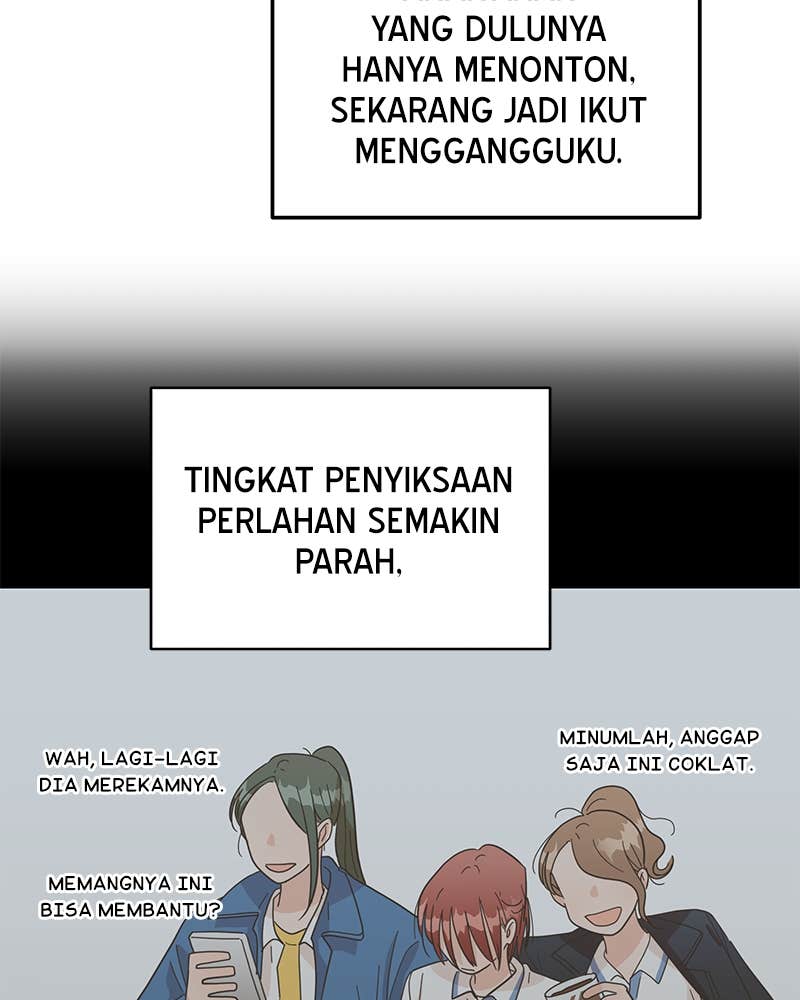 YANG DULUNYA
HANYA MENONTON,
SEKARANG JADI IKUT
MENGGANGGUKU.
TINGKAT PENYIKSAAN
PERLAHAN SEMAKIN
PARAH,
WAH, LAGI-LAGI
DIA MEREKAMNYA.
MINUMLAH, ANGGAP
SAJA INI COKLAT.
MEMANGNYA INI
BISA MEMBANTU?